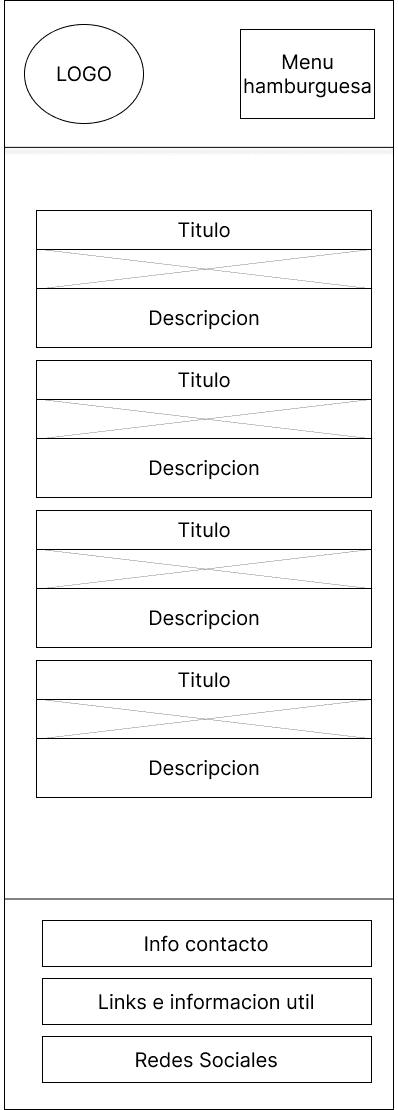 LOGO
Menu
hamburguesa
Titulo
Descripcion
Titulo
Descripcion
Titulo
Descripcion
Titulo
Descripcion
Info contacto
Links e informacion util
Redes Sociales